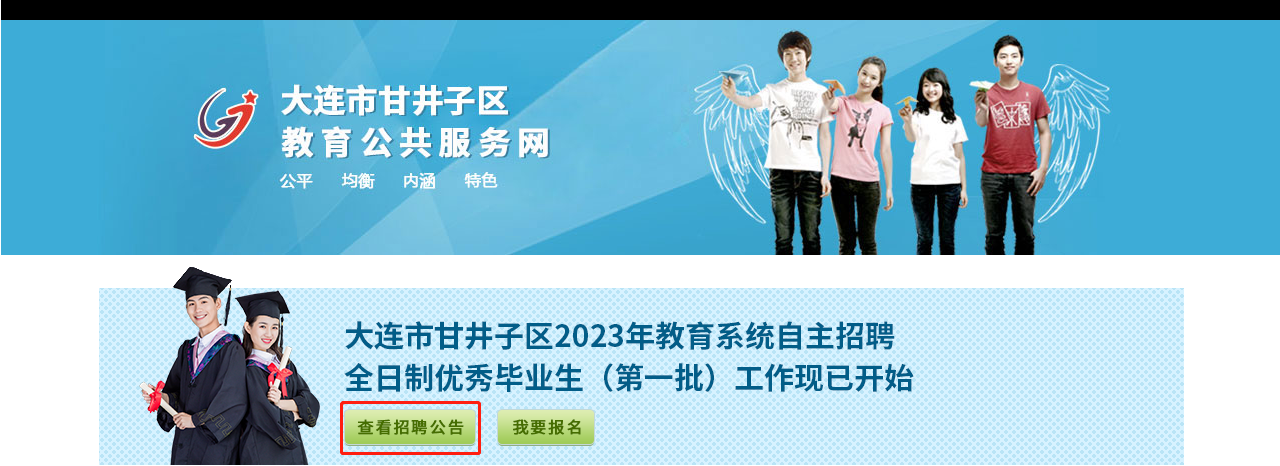 大连市甘井子区
教育公共服务网
公平 均衡 内涵 特色
大连市甘井子区2023年教育系统自主招聘
全日制优秀毕业生（第一批）工作现已开始
查看招聘公告 我要报名